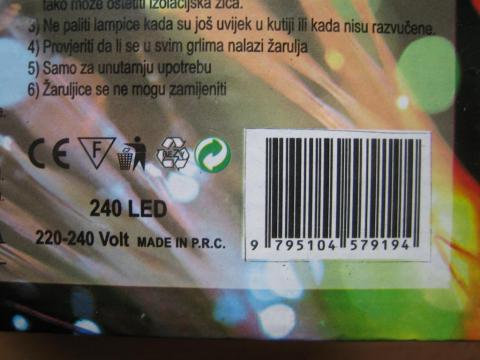 tako može oštetiti izolacijska žica.
3) Ne paliti lampice kada su još uvijek u kutiji ili kada nisu razvučene.
4) Provjeriti da li se u svim grlima nalazi žarulja
5) Samo za unutarnju upotrebu
6) Žaruljice se ne mogu zamijeniti
CE F
240 LED
220-240 Volt MADE IN P.R.C.
9 795104 579194